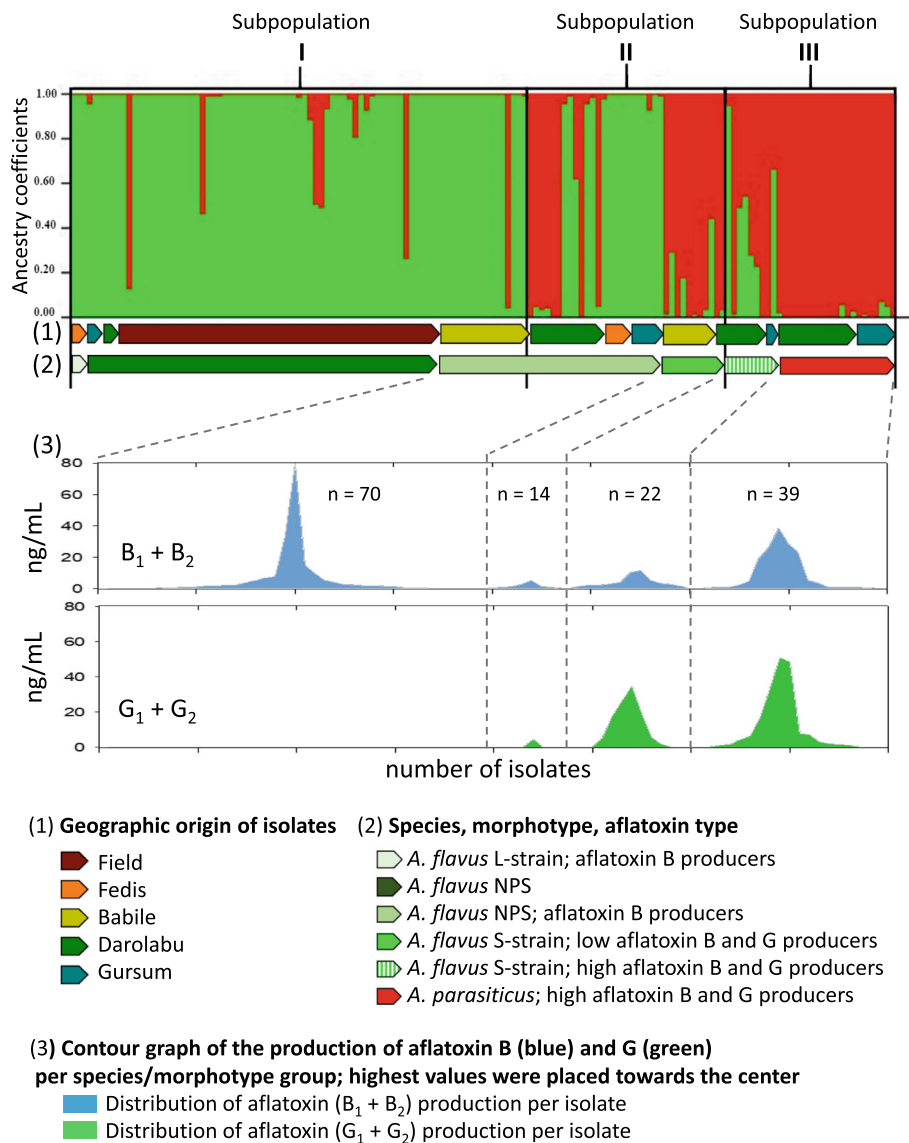 Subpopulation Subpopulation Subpopulation
I II III
Ancestry coefficients
1.00
0.80
0.60
0.40
0.20
0.00
(1)
(2)
(3)
80
60
40
20
0
ng/mL
n = 70 n = 14 n = 22 n = 39
B₁ + B₂
80
60
40
20
0
ng/mL
G₁ + G₂
number of isolates
(1) Geographic origin of isolates
Field
Fedis
Babile
Darolabu
Gursum
(2) Species, morphotype, aflatoxin type
A. flavus L-strain; aflatoxin B producers
A. flavus NPS
A. flavus NPS; aflatoxin B producers
A. flavus S-strain; low aflatoxin B and G producers
A. flavus S-strain; high aflatoxin B and G producers
A. parasiticus; high aflatoxin B and G producers
(3) Contour graph of the production of aflatoxin B (blue) and G (green)
per species/morphotype group; highest values were placed towards the center
Distribution of aflatoxin (B₁ + B₂) production per isolate
Distribution of aflatoxin (G₁ + G₂) production per isolate